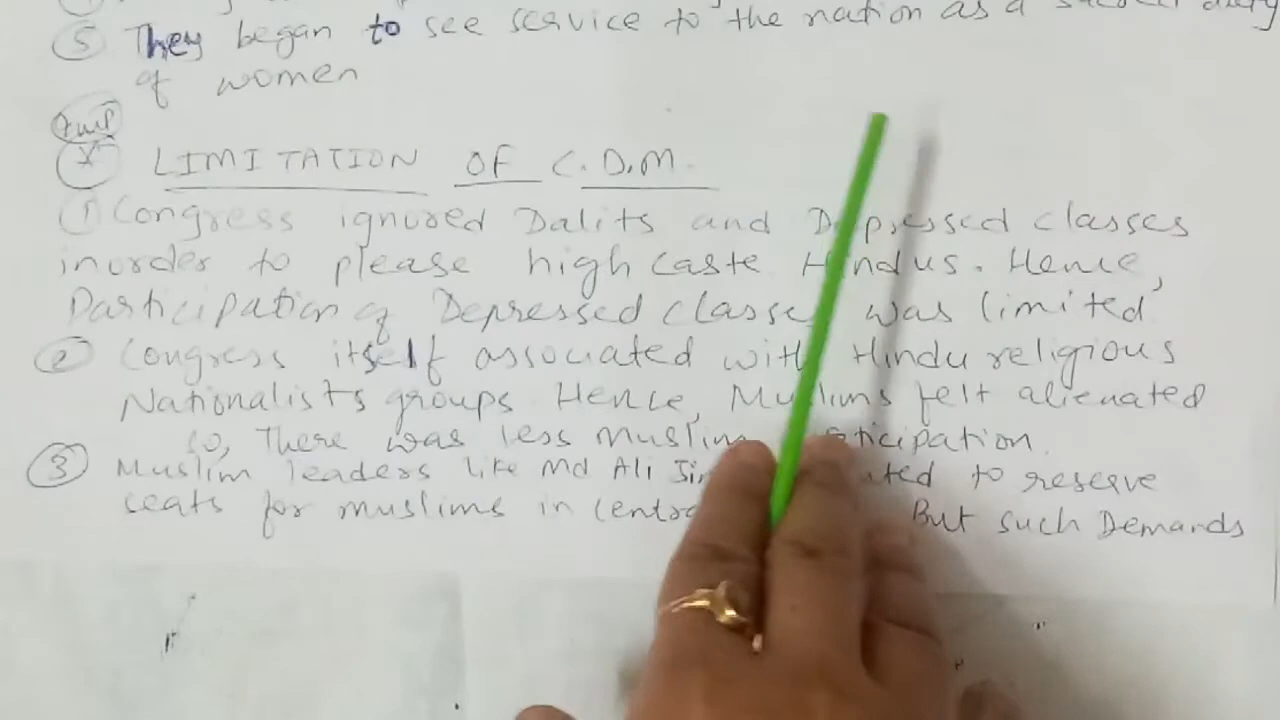 5 They began to see service to the nation as a duty
of women
LIMITATION OF C.D.M.
1 Congress ignored Dalits and Depressed classes
inorder to please high caste Hindus. Hence,
Participation of Depressed classes was limited
2 Congress itself associated with Hindu religious
Nationalists groups. Hence, Muslims felt alienated
so, There was less muslim participation.
3 Muslim leaders like Md Ali to reserve
seats for muslims in But such Demands